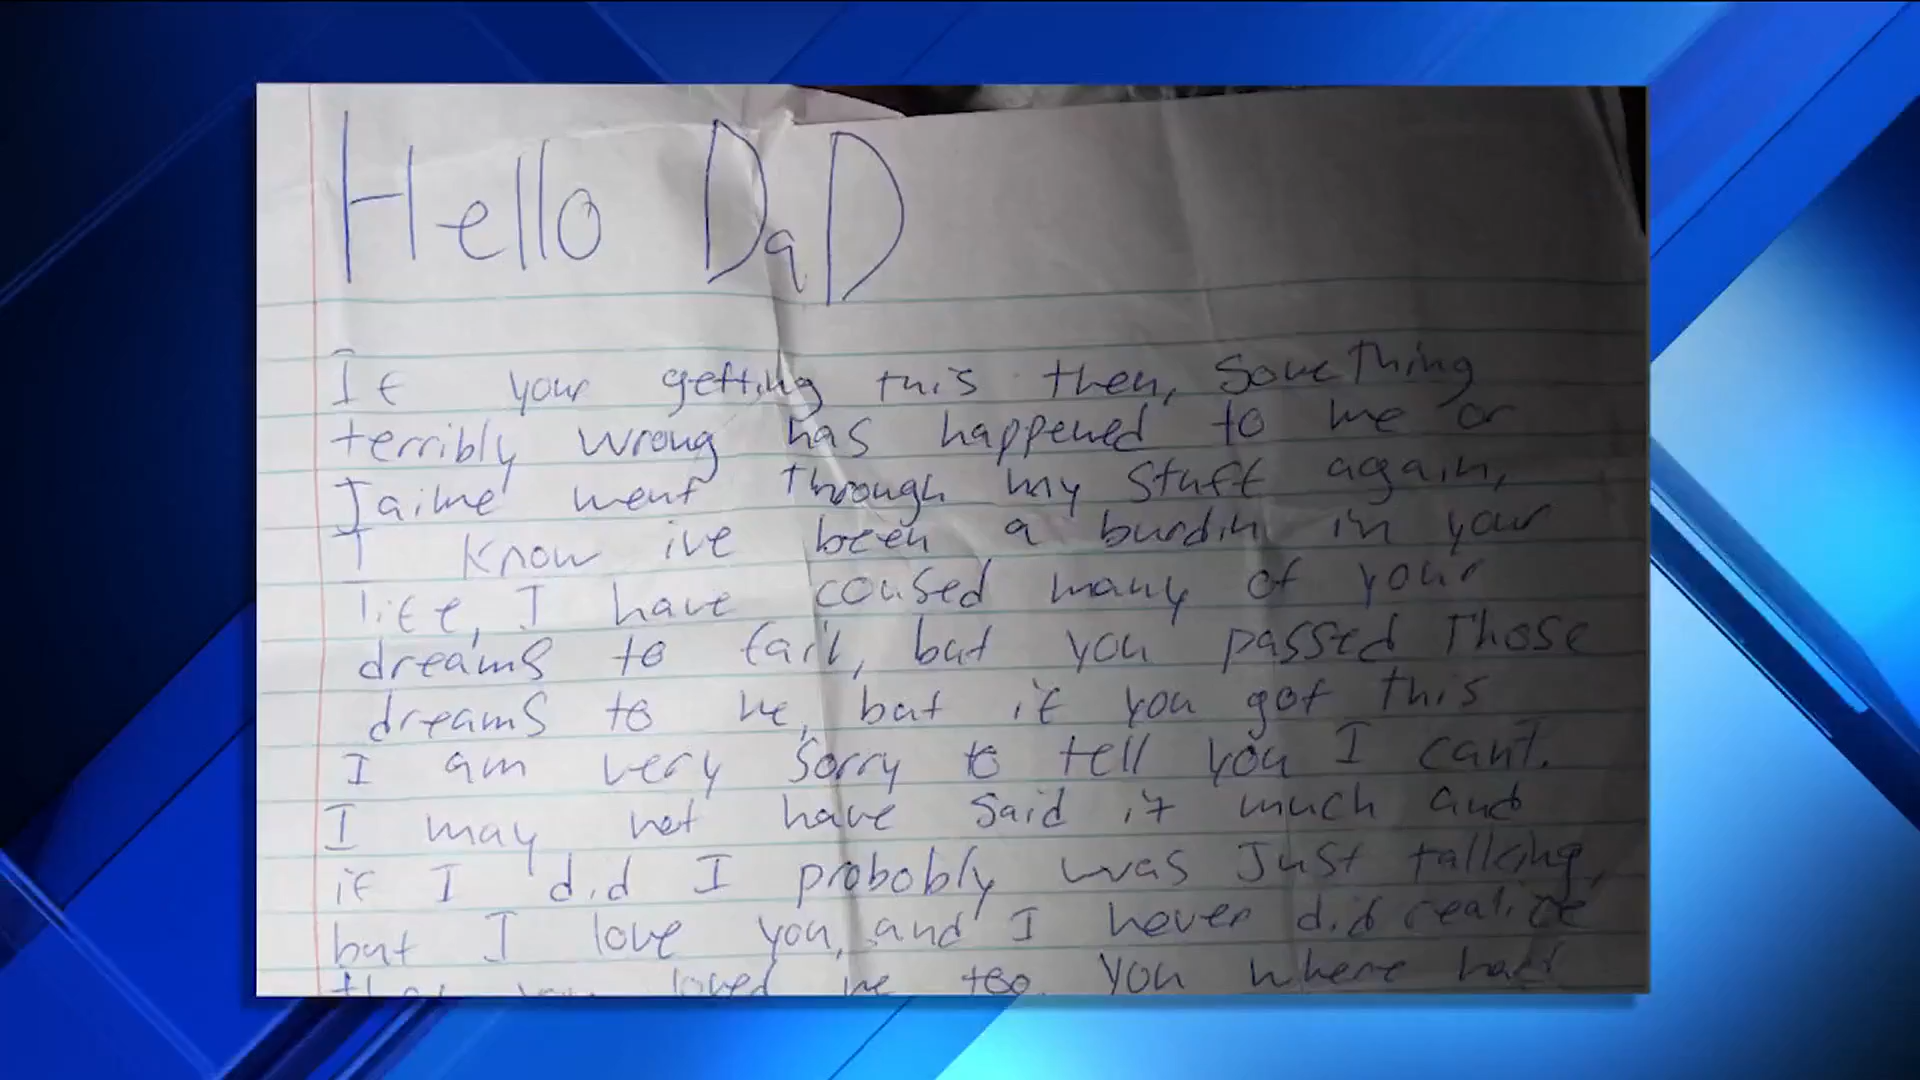 Hello DaD
If your getting this then, something
terribly wrong has happened to me or
Jaime went through my stuff again,
I know ive been a burdin in your
life, I have coused many of your
dreams to fail, but you passed those
dreams to me, but if you got this
I am very sorry to tell you I cant.
I may not have said it much and
if I did I probobly was Just talking,
but I love you, and I never did realize
that you loved me too. You where hard